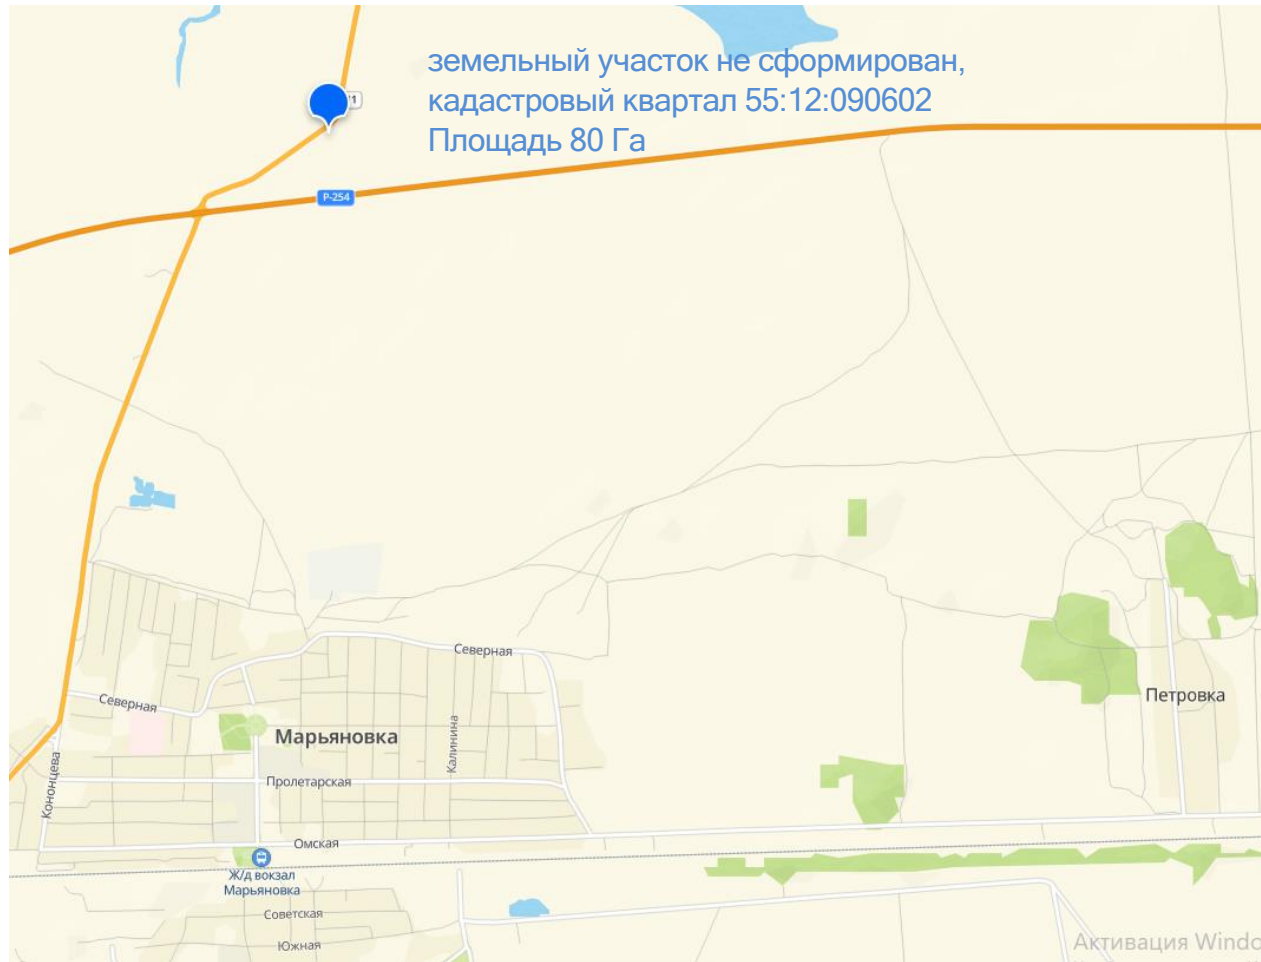 земельный участок не сформирован,
кадастровый квартал 55:12:090602
Площадь 80 Га
Р-254
Северная
Северная
Петровка
Марьяновка
Калинина
Кононцева
Пролетарская
Омская
Ж/д вокзал
Марьяновка
Советская
Южная
Активация Windo